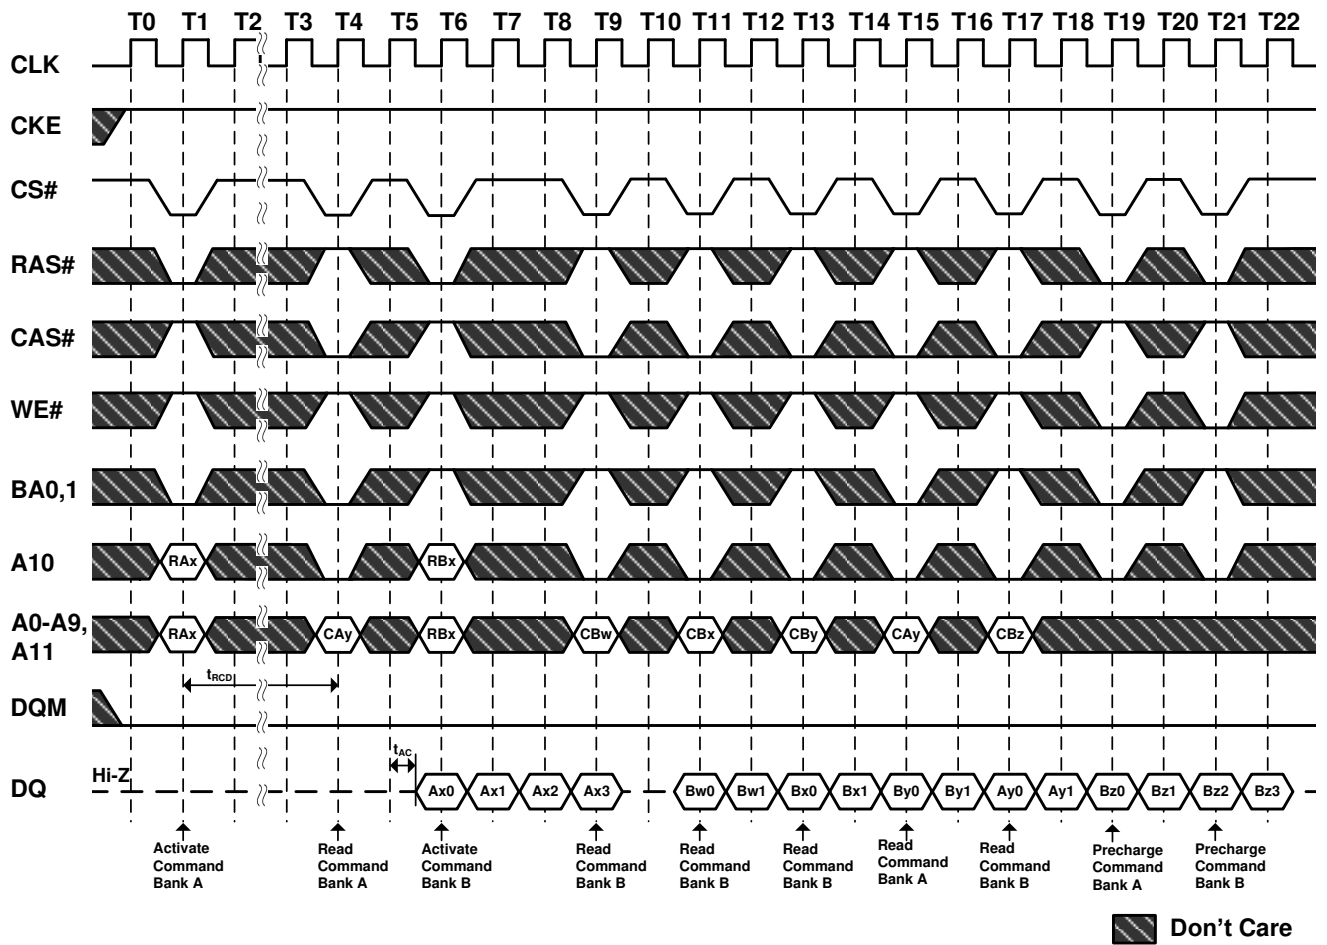 T0 T1 T2 T3 T4 T5 T6 T7 T8 T9 T10 T11 T12 T13 T14 T15 T16 T17 T18 T19 T20 T21 T22
CLK
CKE
CS#
RAS#
CAS#
WE#
BA0,1
A10 RAx RBx
A0-A9,
A11
RAx CAy RBx CBw CBx CBy CAy CBz
tRCD
DQM
tAC
Hi-Z
DQ Ax0 Ax1 Ax2 Ax3 Bw0 Bw1 Bx0 Bx1 By0 By1 Ay0 Ay1 Bz0 Bz1 Bz2 Bz3
Activate
Command
Bank A
Read
Command
Bank A
Activate
Command
Bank B
Read
Command
Bank B
Read
Command
Bank B
Read
Command
Bank B
Read
Command
Bank A
Read
Command
Bank B
Precharge
Command
Bank A
Precharge
Command
Bank B
Don't Care